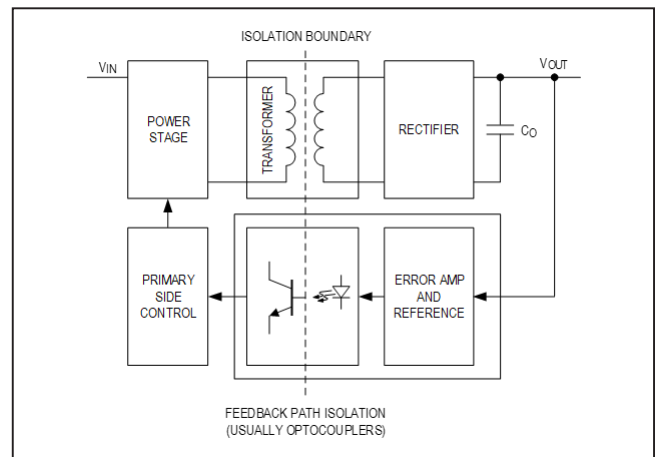 ISOLATION BOUNDARY
VIN
POWER
STAGE
TRANSFORMER
RECTIFIER
VOUT
CO
PRIMARY
SIDE
CONTROL
ERROR AMP
AND
REFERENCE
FEEDBACK PATH ISOLATION
(USUALLY OPTOCOUPLERS)